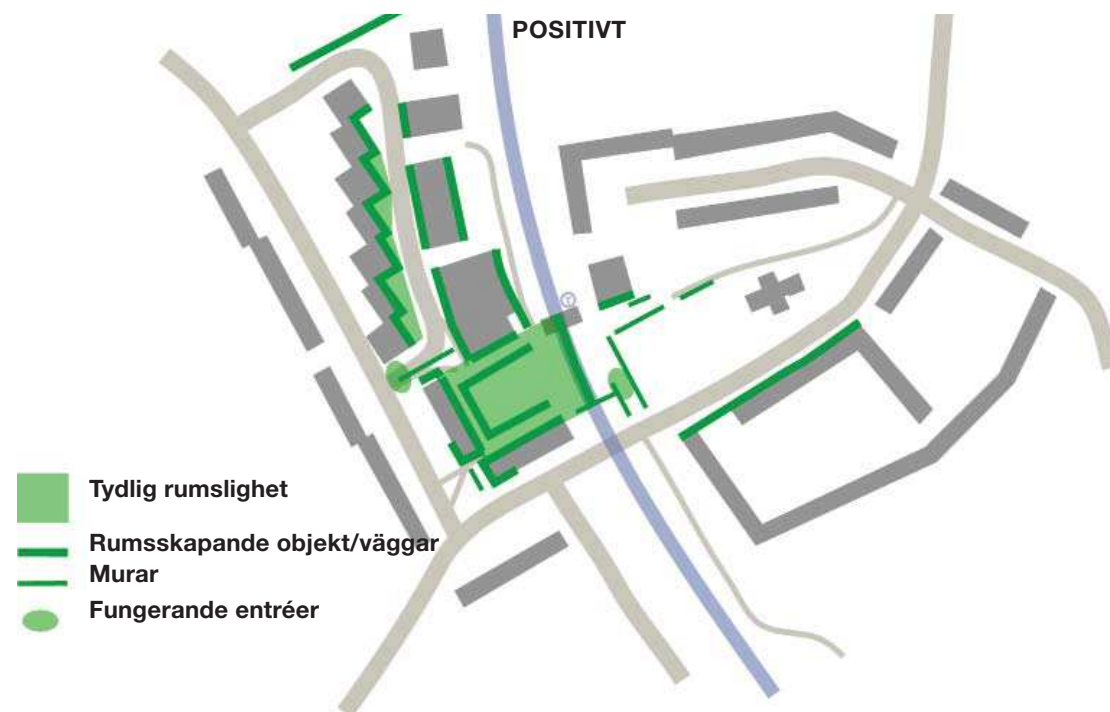 POSITIVT
Tydlig rumslighet
Rumsskapande objekt/väggar
Murar
Fungerande entréer